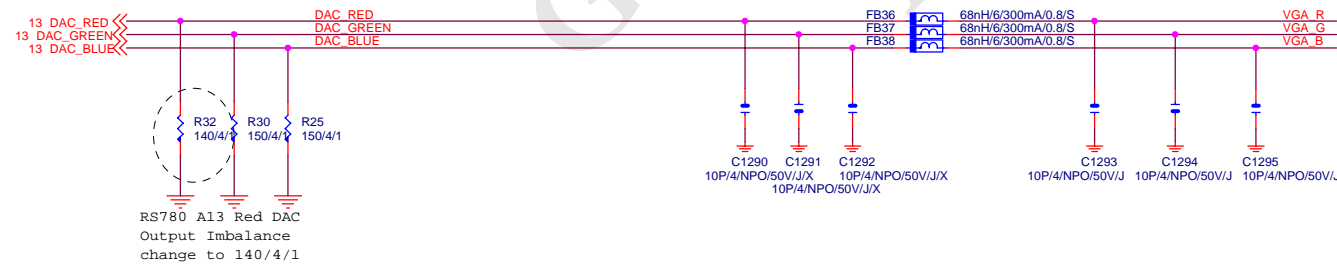 13 DAC_RED DAC_RED FB36 68nH/6/300mA/0.8/S VGA_R
13 DAC_GREEN DAC_GREEN FB37 68nH/6/300mA/0.8/S VGA_G
13 DAC_BLUE DAC_BLUE FB38 68nH/6/300mA/0.8/S VGA_B
R32 R30 R25
140/4/1 150/4/1 150/4/1
C1290 C1291 C1292 C1293 C1294 C1295
10P/4/NPO/50V/J/X 10P/4/NPO/50V/J/X 10P/4/NPO/50V/J 10P/4/NPO/50V/J 10P/4/NPO/50V/J
10P/4/NPO/50V/J/X
RS780 A13 Red DAC
Output Imbalance
change to 140/4/1